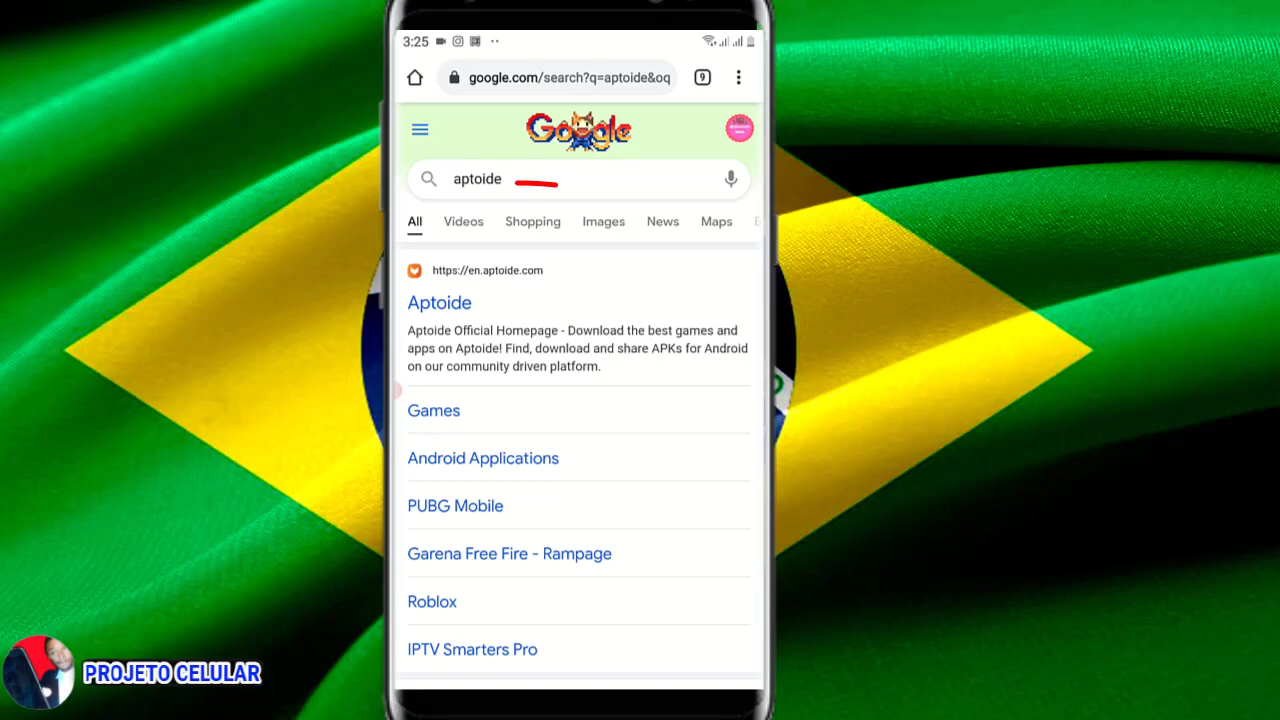 3:25
google.com/search?q=aptoide&oq
9
Google
aptoide
All Videos Shopping Images News Maps
https://en.aptoide.com
Aptoide
Aptoide Official Homepage - Download the best games and
apps on Aptoide! Find, download and share APKs for Android
on our community driven platform.
Games
Android Applications
PUBG Mobile
Garena Free Fire - Rampage
Roblox
IPTV Smarters Pro
PROJETO CELULAR